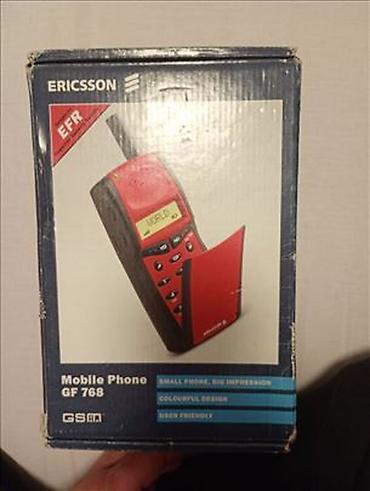 ERICSSON
EFR
WORLD
Mobile Phone
GF 768
GSM
SMALL PHONE, BIG IMPRESSION
COLOURFUL DESIGN
USER FRIENDLY